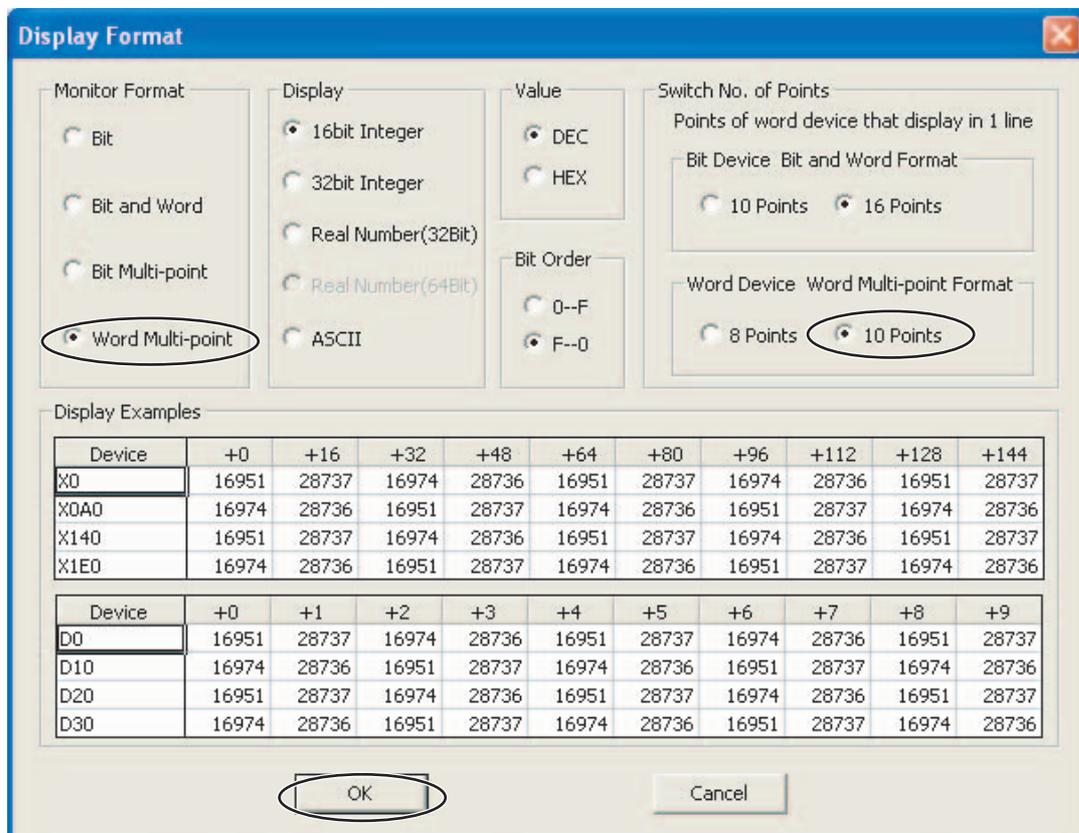 Display Format
Monitor Format
Bit
Bit and Word
Bit Multi-point
Word Multi-point
Display
16bit Integer
32bit Integer
Real Number(32Bit)
Real Number(64Bit)
ASCII
Value
DEC
HEX
Bit Order
0--F
F--0
Switch No. of Points
Points of word device that display in 1 line
Bit Device  Bit and Word Format
10 Points 16 Points
Word Device  Word Multi-point Format
8 Points 10 Points
Display Examples
Device +0 +16 +32 +48 +64 +80 +96 +112 +128 +144
X0 16951 28737 16974 28736 16951 28737 16974 28736 16951 28737
X0A0 16974 28736 16951 28737 16974 28736 16951 28737 16974 28736
X140 16951 28737 16974 28736 16951 28737 16974 28736 16951 28737
X1E0 16974 28736 16951 28737 16974 28736 16951 28737 16974 28736
Device +0 +1 +2 +3 +4 +5 +6 +7 +8 +9
D0 16951 28737 16974 28736 16951 28737 16974 28736 16951 28737
D10 16974 28736 16951 28737 16974 28736 16951 28737 16974 28736
D20 16951 28737 16974 28736 16951 28737 16974 28736 16951 28737
D30 16974 28736 16951 28737 16974 28736 16951 28737 16974 28736
OK Cancel